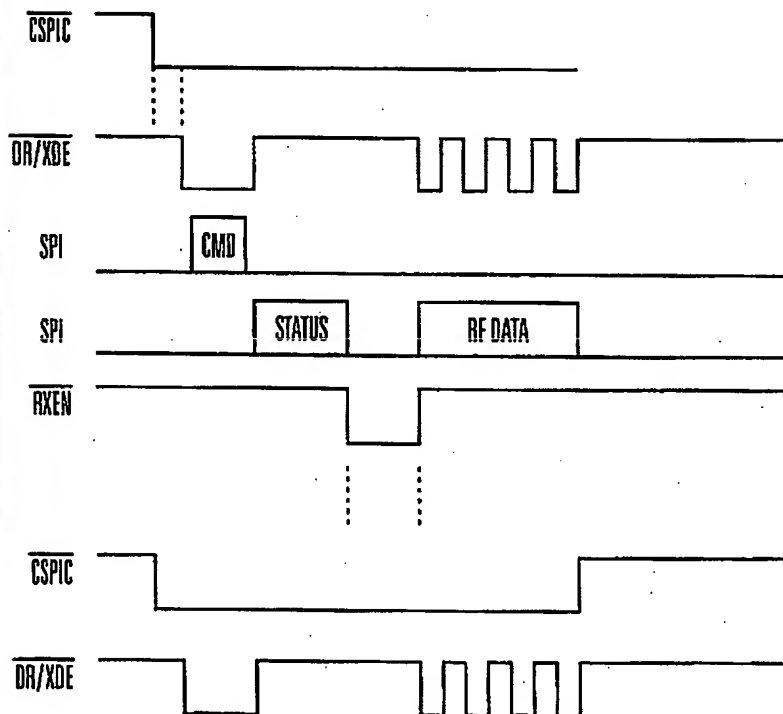 CSPIC
DR/XDE
SPI CMD
SPI STATUS RF DATA
RXEN
CSPIC
DR/XDE